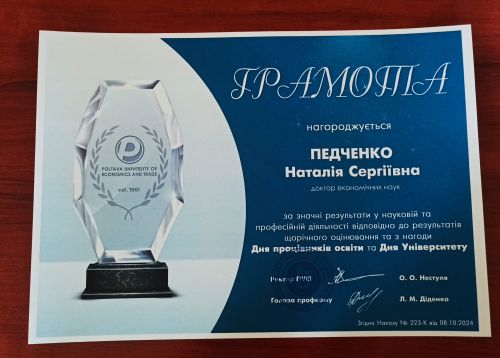 ГРАМОТА
нагороджується
ПЕДЧЕНКО
Наталія Сергіївна
доктор економічних наук
за значні результати у науковій та
професійній діяльності відповідно до результатів
щорічного оцінювання та з нагоди
Дня працівників освіти та Дня Університету
Ректор ПУЕТ О. О. Нестуля
Голова профкому Л. М. Діденко
Згідно Наказу № 223-К від 08.10.2024
POLTAVA UNIVERSITY OF
ECONOMICS AND TRADE
est. 1961